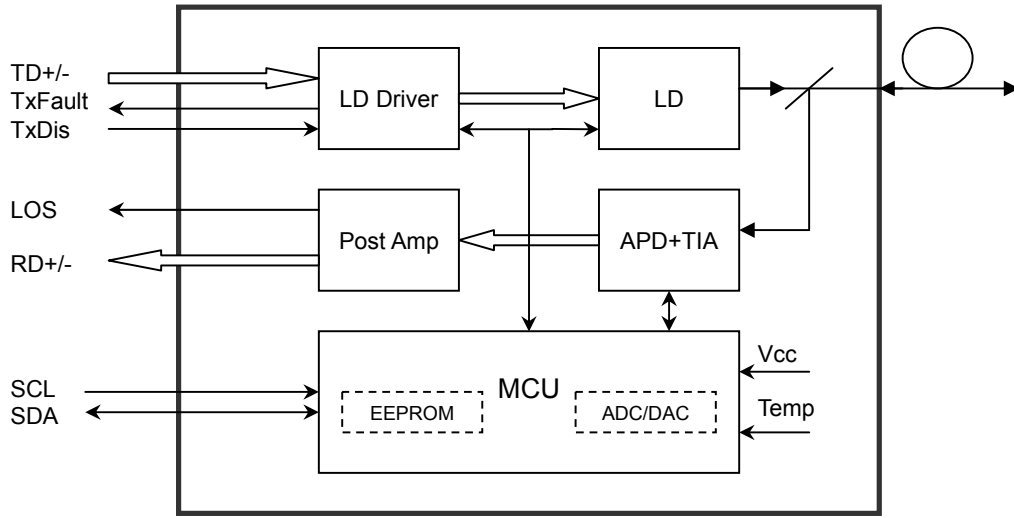 TD+/-
TxFault
TxDis
LD Driver
LD
LOS
RD+/-
Post Amp
APD+TIA
SCL
SDA
MCU
EEPROM
ADC/DAC
Vcc
Temp